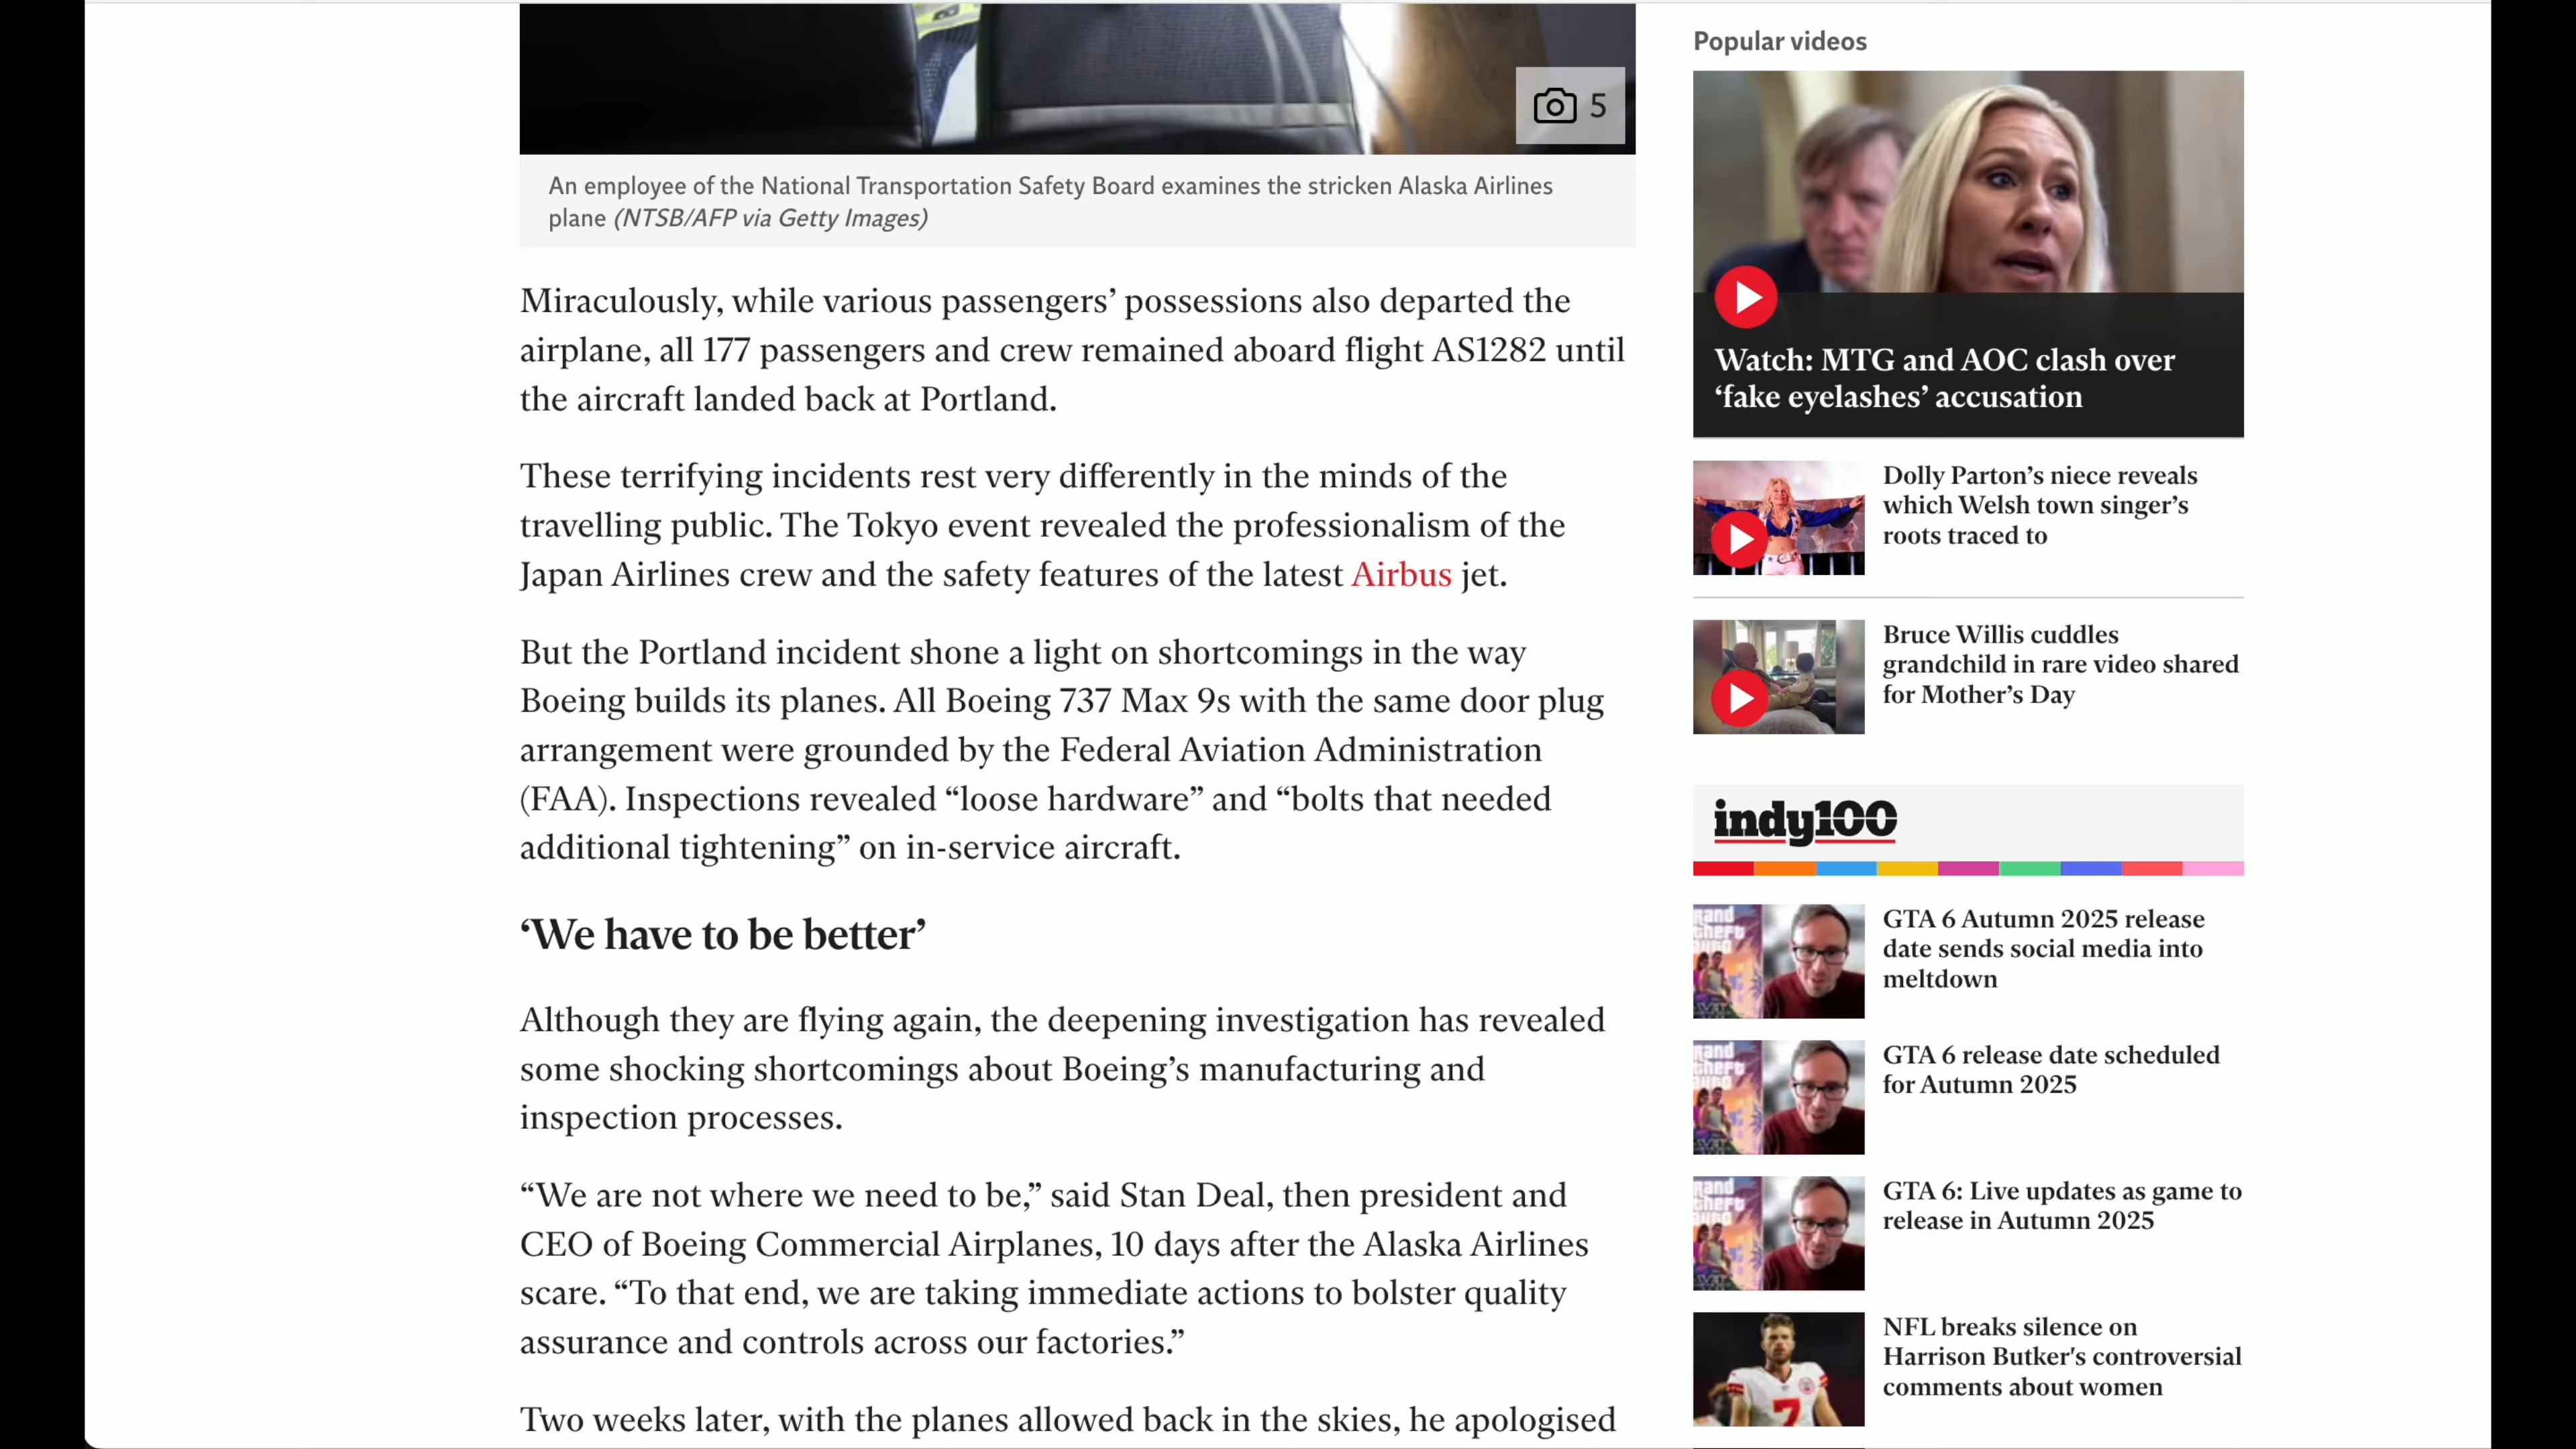 5
An employee of the National Transportation Safety Board examines the stricken Alaska Airlines
plane (NTSB/AFP via Getty Images)
Miraculously, while various passengers’ possessions also departed the
airplane, all 177 passengers and crew remained aboard flight AS1282 until
the aircraft landed back at Portland.
These terrifying incidents rest very differently in the minds of the
travelling public. The Tokyo event revealed the professionalism of the
Japan Airlines crew and the safety features of the latest Airbus jet.
But the Portland incident shone a light on shortcomings in the way
Boeing builds its planes. All Boeing 737 Max 9s with the same door plug
arrangement were grounded by the Federal Aviation Administration
(FAA). Inspections revealed “loose hardware” and “bolts that needed
additional tightening” on in-service aircraft.
‘We have to be better’
Although they are flying again, the deepening investigation has revealed
some shocking shortcomings about Boeing’s manufacturing and
inspection processes.
“We are not where we need to be,” said Stan Deal, then president and
CEO of Boeing Commercial Airplanes, 10 days after the Alaska Airlines
scare. “To that end, we are taking immediate actions to bolster quality
assurance and controls across our factories.”
Two weeks later, with the planes allowed back in the skies, he apologised
Popular videos
Watch: MTG and AOC clash over
‘fake eyelashes’ accusation
Dolly Parton’s niece reveals
which Welsh town singer’s
roots traced to
Bruce Willis cuddles
grandchild in rare video shared
for Mother’s Day
indy100
GTA 6 Autumn 2025 release
date sends social media into
meltdown
GTA 6 release date scheduled
for Autumn 2025
GTA 6: Live updates as game to
release in Autumn 2025
NFL breaks silence on
Harrison Butker's controversial
comments about women
7